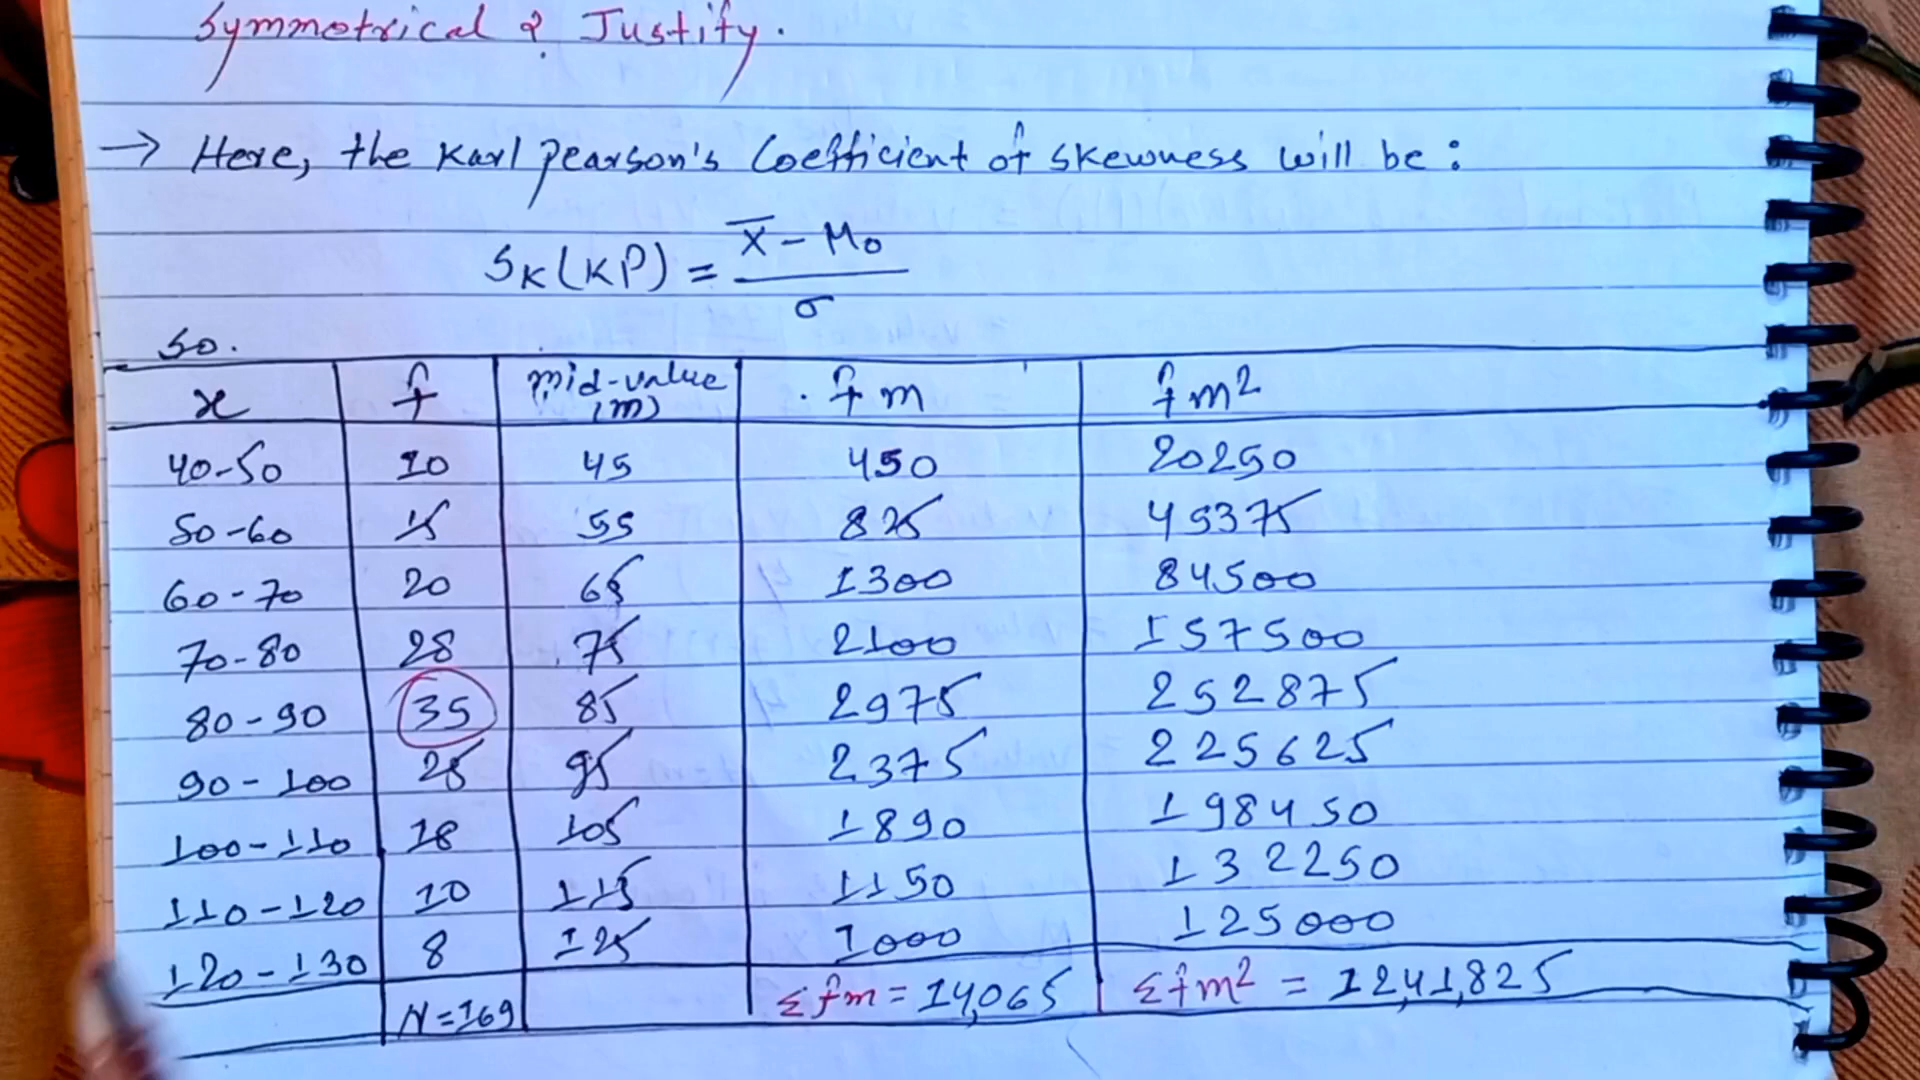 Symmetrical & Justify.
→ Here, the Karl pearson's Coefficient of skewness will be:
SK(KP) = X̅ - Mo / σ
So.
x f mid-value (m) fm fm²
40-50 10 45 450 20250
50-60 15 55 825 45375
60-70 20 65 1300 84500
70-80 28 75 2100 157500
80-90 35 85 2975 252875
90-100 25 95 2375 225625
100-110 18 105 1890 198450
110-120 10 115 1150 132250
120-130 8 125 1000 125000
N=169 Σfm = 14,065 Σfm² = 1241,825